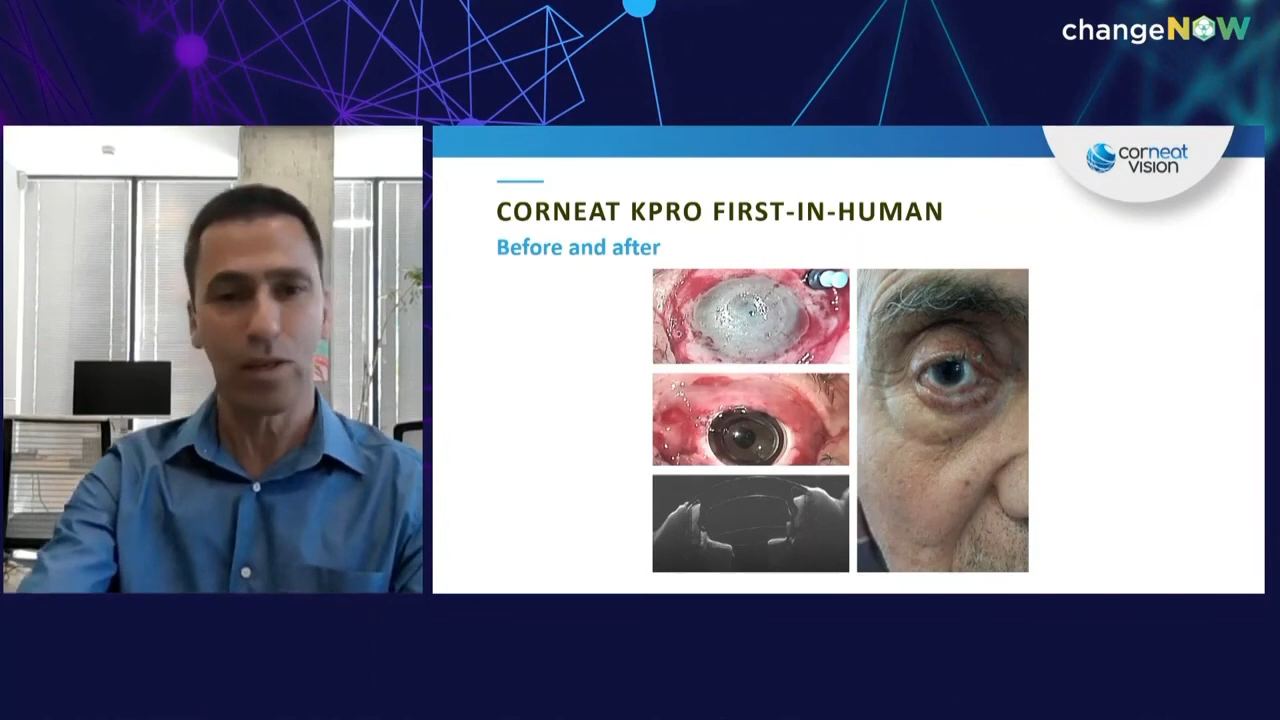 changeNOW
corneat
vision
CORNEAT KPRO FIRST-IN-HUMAN
Before and after